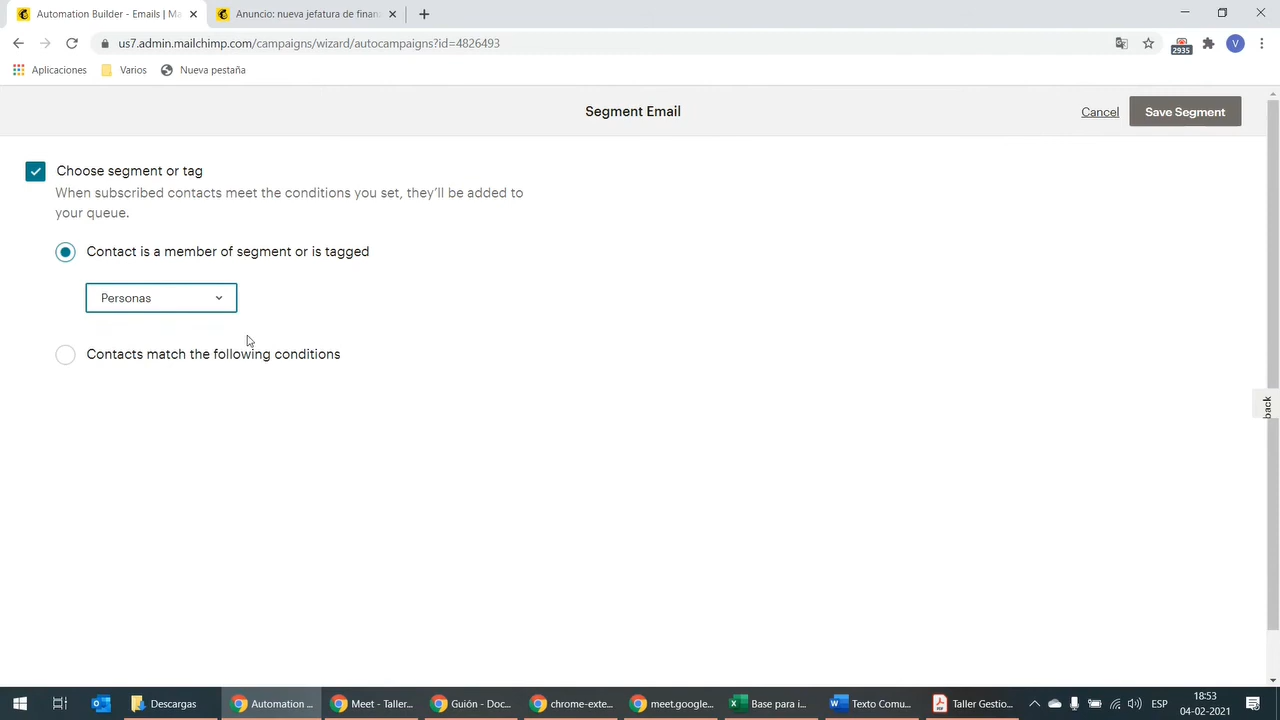 Automation Builder - Emails | Ma
Anuncio: nueva jefatura de finan
us7.admin.mailchimp.com/campaigns/wizard/autocampaigns?id=4826493
2935
V
Aplicaciones
Varios
Nueva pestaña
Segment Email
Cancel
Save Segment
Choose segment or tag
When subscribed contacts meet the conditions you set, they’ll be added to
your queue.
Contact is a member of segment or is tagged
Personas
Contacts match the following conditions
back
Descargas
Automation ...
Meet - Taller...
Guión - Doc...
chrome-exte...
meet.google...
Base para i...
Texto Comu...
Taller Gestio...
ESP
18:53
04-02-2021